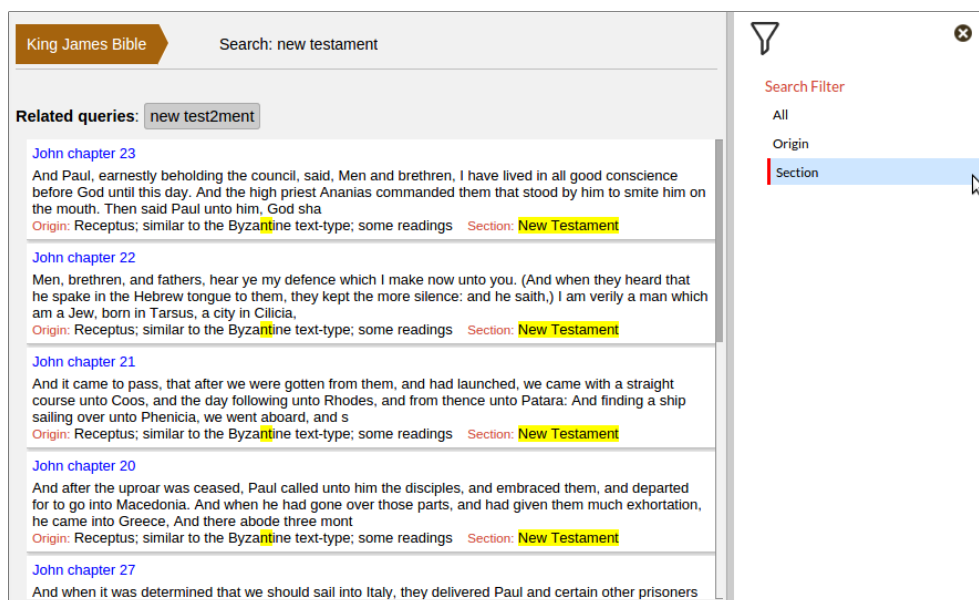 King James Bible
Search: new testament
Related queries: new test2ment
John chapter 23
And Paul, earnestly beholding the council, said, Men and brethren, I have lived in all good conscience
before God until this day. And the high priest Ananias commanded them that stood by him to smite him on
the mouth. Then said Paul unto him, God sha
Origin: Receptus; similar to the Byzantine text-type; some readings Section: New Testament
John chapter 22
Men, brethren, and fathers, hear ye my defence which I make now unto you. (And when they heard that
he spake in the Hebrew tongue to them, they kept the more silence: and he saith,) I am verily a man which
am a Jew, born in Tarsus, a city in Cilicia,
Origin: Receptus; similar to the Byzantine text-type; some readings Section: New Testament
John chapter 21
And it came to pass, that after we were gotten from them, and had launched, we came with a straight
course unto Coos, and the day following unto Rhodes, and from thence unto Patara: And finding a ship
sailing over unto Phenicia, we went aboard, and s
Origin: Receptus; similar to the Byzantine text-type; some readings Section: New Testament
John chapter 20
And after the uproar was ceased, Paul called unto him the disciples, and embraced them, and departed
for to go into Macedonia. And when he had gone over those parts, and had given them much exhortation,
he came into Greece, And there abode three mont
Origin: Receptus; similar to the Byzantine text-type; some readings Section: New Testament
John chapter 27
And when it was determined that we should sail into Italy, they delivered Paul and certain other prisoners
Search Filter
All
Origin
Section